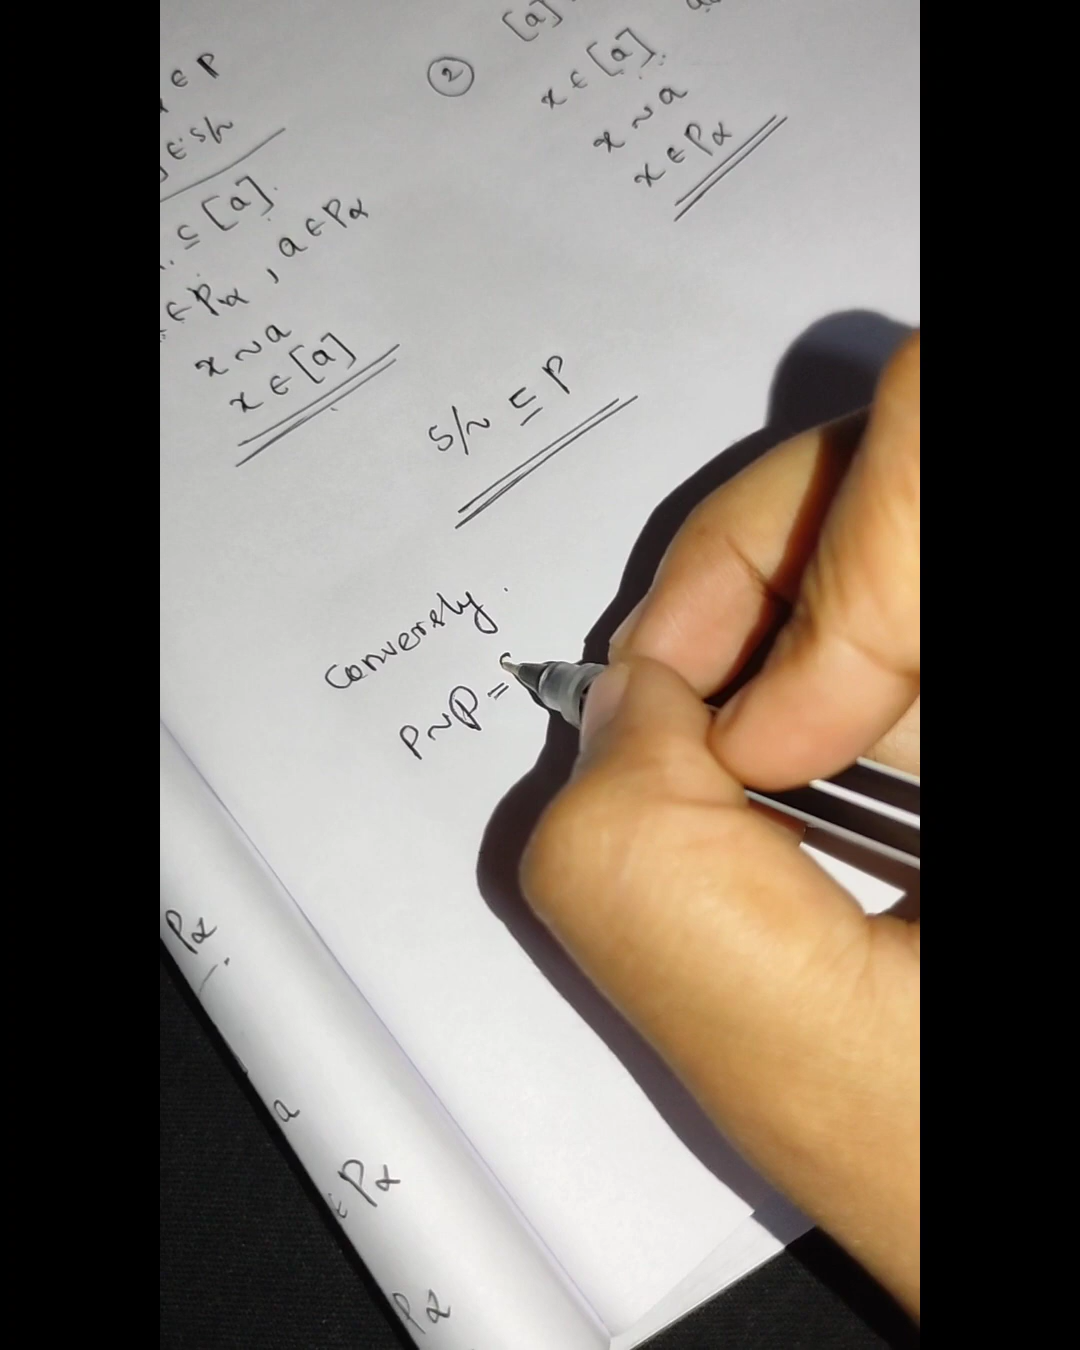 ∈ P
∈ S/~
⊆ [a].
∈ Pα , a ∈ Pα
x ~ a
x ∈ [a]
② [a]
x ∈ [a].
x ~ a
x ∈ Pα
S/~ ⊆ P
Conversely.
P ~ P =
Pα
a
∈ Pα
Pα